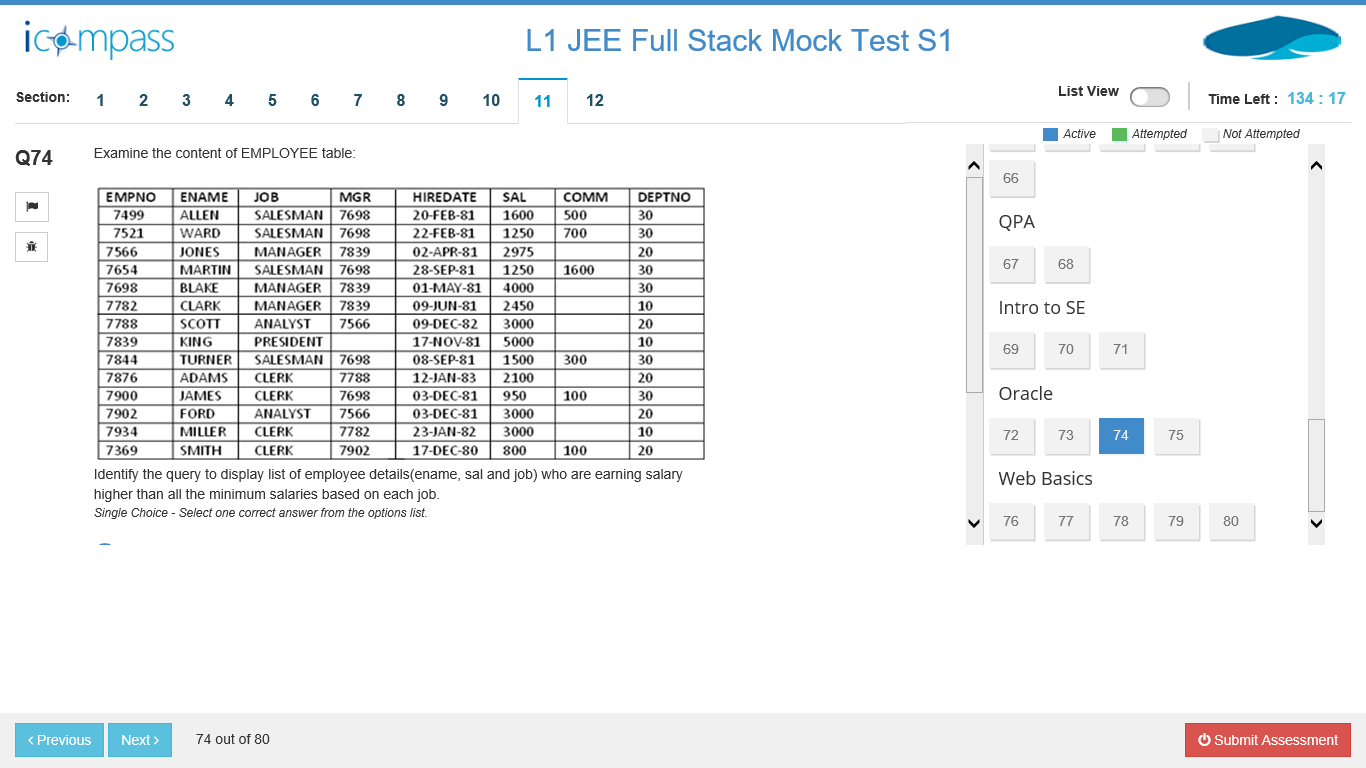 icompass
L1 JEE Full Stack Mock Test S1
Section: 1 2 3 4 5 6 7 8 9 10 11 12
List View
Time Left : 134 : 17
Active Attempted Not Attempted
Q74
Examine the content of EMPLOYEE table:
EMPNO ENAME JOB MGR HIREDATE SAL COMM DEPTNO
7499 ALLEN SALESMAN 7698 20-FEB-81 1600 500 30
7521 WARD SALESMAN 7698 22-FEB-81 1250 700 30
7566 JONES MANAGER 7839 02-APR-81 2975 20
7654 MARTIN SALESMAN 7698 28-SEP-81 1250 1600 30
7698 BLAKE MANAGER 7839 01-MAY-81 4000 30
7782 CLARK MANAGER 7839 09-JUN-81 2450 10
7788 SCOTT ANALYST 7566 09-DEC-82 3000 20
7839 KING PRESIDENT 17-NOV-81 5000 10
7844 TURNER SALESMAN 7698 08-SEP-81 1500 300 30
7876 ADAMS CLERK 7788 12-JAN-83 2100 20
7900 JAMES CLERK 7698 03-DEC-81 950 100 30
7902 FORD ANALYST 7566 03-DEC-81 3000 20
7934 MILLER CLERK 7782 23-JAN-82 3000 10
7369 SMITH CLERK 7902 17-DEC-80 800 100 20
Identify the query to display list of employee details(ename, sal and job) who are earning salary
higher than all the minimum salaries based on each job.
Single Choice - Select one correct answer from the options list.
66
QPA
67 68
Intro to SE
69 70 71
Oracle
72 73 74 75
Web Basics
76 77 78 79 80
Previous
Next
74 out of 80
Submit Assessment